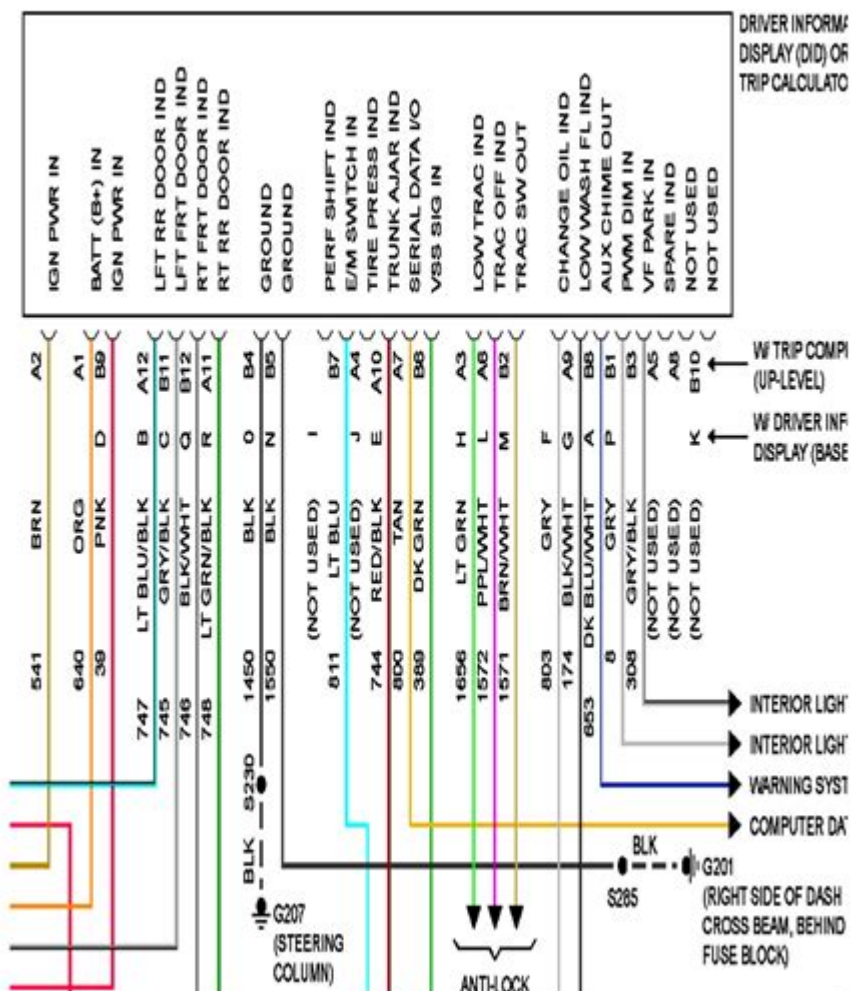 DRIVER INFORMA
DISPLAY (DID) OR
TRIP CALCULATO
IGN PWR IN
BATT (B+) IN
IGN PWR IN
LFT RR DOOR IND
LFT FRT DOOR IND
RT FRT DOOR IND
RT RR DOOR IND
GROUND
GROUND
PERF SHIFT IND
E/M SWITCH IN
TIRE PRESS IND
TRUNK AJAR IND
SERIAL DATA I/O
VSS SIG IN
LOW TRAC IND
TRAC OFF IND
TRAC SW OUT
CHANGE OIL IND
LOW WASH FL IND
AUX CHIME OUT
PWM DIM IN
VF PARK IN
SPARE IND
NOT USED
NOT USED
A2 A1 B9 A12 B11 B12 A11 B4 B5 B7 A4 A10 A7 B6 A3 A6 B2 A9 B8 B1 B3 A5 A8 B10
W/ TRIP COMPI
(UP-LEVEL)
D B C Q R O N I J E H L M F G A P K
W/ DRIVER INF
DISPLAY (BASE
BRN ORG PNK LT BLU/BLK GRY/BLK BLK/WHT LT GRN/BLK BLK BLK (NOT USED) LT BLU (NOT USED) RED/BLK TAN DK GRN LT GRN PPL/WHT BRN/WHT GRY BLK/WHT DK BLU/WHT GRY GRY/BLK (NOT USED) (NOT USED) (NOT USED)
541 640 39 747 745 746 748 1450 1550 811 744 800 389 1656 1572 1571 803 174 653 8 308
INTERIOR LIGH
INTERIOR LIGH
S230
WARNING SYST
COMPUTER DA
BLK
BLK
G201
S285
(RIGHT SIDE OF DASH
CROSS BEAM, BEHIND
FUSE BLOCK)
G207
(STEERING
COLUMN)
ANTI-LOCK